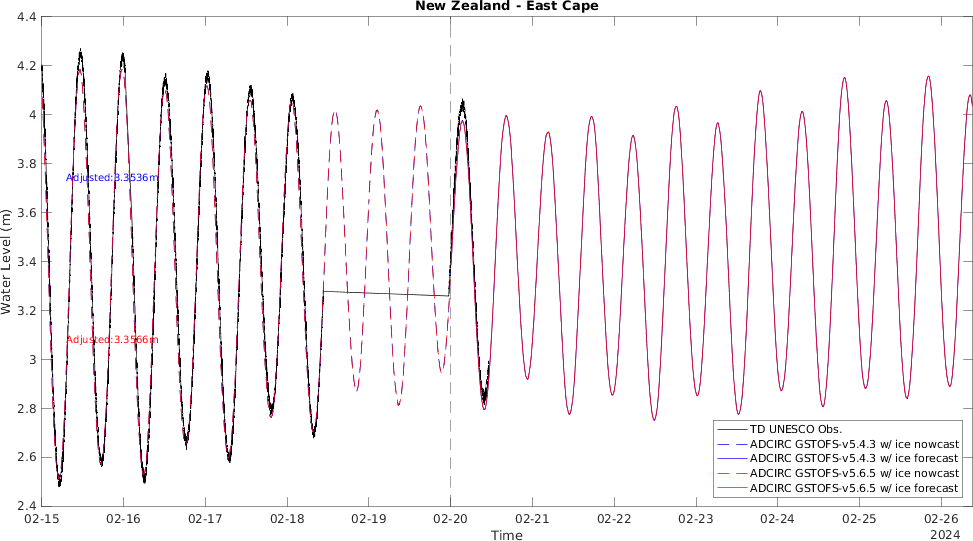 New Zealand - East Cape
4.4
4.2
4
3.8
3.6
3.4
3.2
3
2.8
2.6
2.4
Water Level (m)
Adjusted:3.3536m
Adjusted:3.3566m
TD UNESCO Obs.
ADCIRC GSTOFS-v5.4.3 w/ ice nowcast
ADCIRC GSTOFS-v5.4.3 w/ ice forecast
ADCIRC GSTOFS-v5.6.5 w/ ice nowcast
ADCIRC GSTOFS-v5.6.5 w/ ice forecast
02-15 02-16 02-17 02-18 02-19 02-20 02-21 02-22 02-23 02-24 02-25 02-26
Time
2024